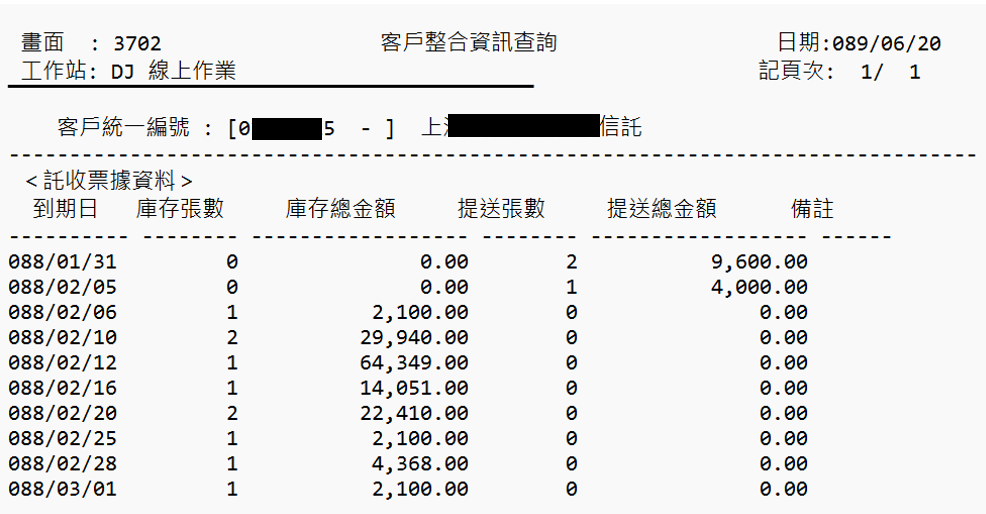 畫面 : 3702 客戶整合資訊查詢 日期:089/06/20
工作站: DJ 線上作業 記頁次: 1/ 1
客戶統一編號 : [0 5 - ] 上 信託
--------------------------------------------------------------------------------
<託收票據資料>
到期日 庫存張數 庫存總金額 提送張數 提送總金額 備註
---------- -------- ------------------ -------- ------------------ ------
088/01/31 0 0.00 2 9,600.00
088/02/05 0 0.00 1 4,000.00
088/02/06 1 2,100.00 0 0.00
088/02/10 2 29,940.00 0 0.00
088/02/12 1 64,349.00 0 0.00
088/02/16 1 14,051.00 0 0.00
088/02/20 2 22,410.00 0 0.00
088/02/25 1 2,100.00 0 0.00
088/02/28 1 4,368.00 0 0.00
088/03/01 1 2,100.00 0 0.00